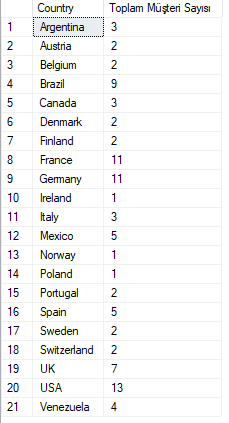 Country Toplam Müşteri Sayısı
1 Argentina 3
2 Austria 2
3 Belgium 2
4 Brazil 9
5 Canada 3
6 Denmark 2
7 Finland 2
8 France 11
9 Germany 11
10 Ireland 1
11 Italy 3
12 Mexico 5
13 Norway 1
14 Poland 1
15 Portugal 2
16 Spain 5
17 Sweden 2
18 Switzerland 2
19 UK 7
20 USA 13
21 Venezuela 4